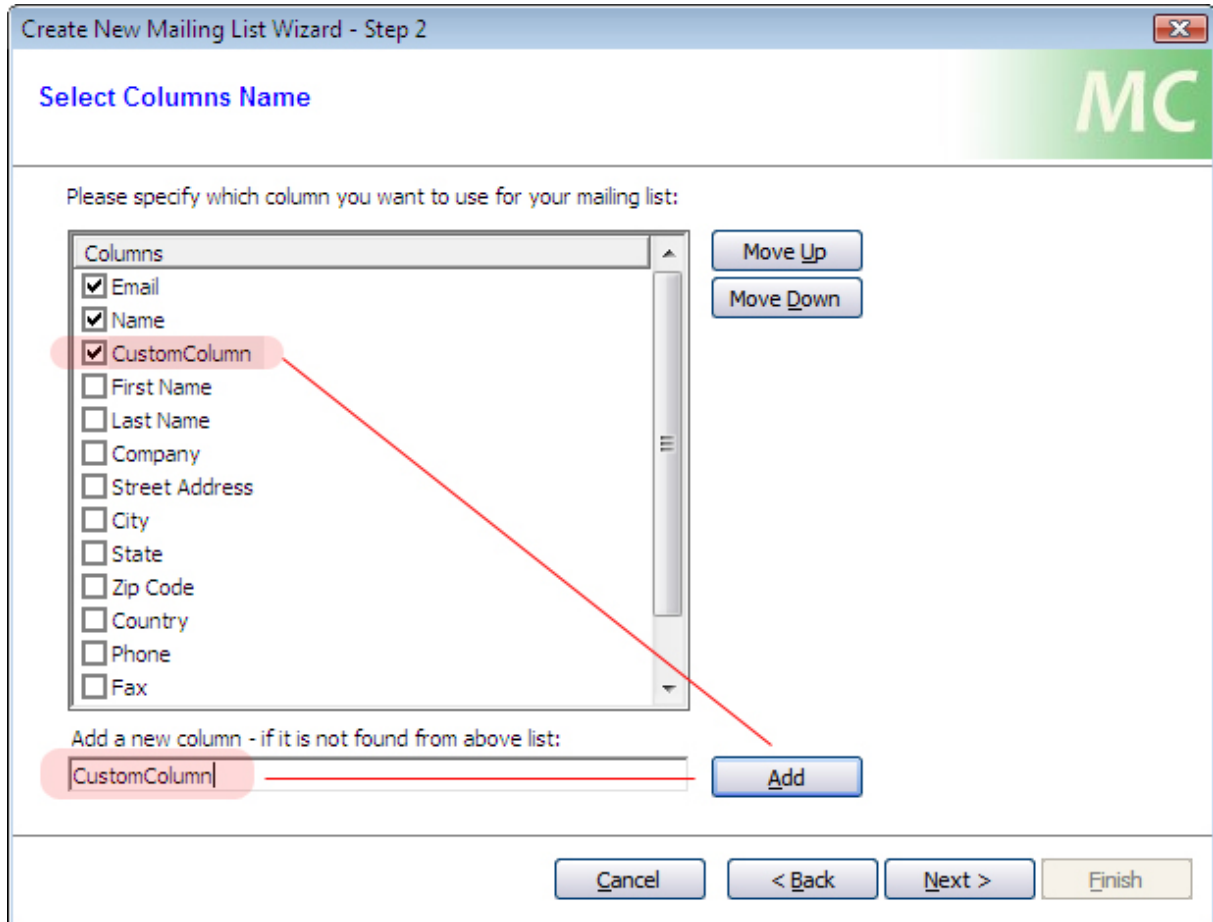 Create New Mailing List Wizard - Step 2
Select Columns Name
MC
Please specify which column you want to use for your mailing list:
Columns
Move Up
Email
Move Down
Name
CustomColumn
First Name
Last Name
Company
Street Address
City
State
Zip Code
Country
Phone
Fax
Add a new column - if it is not found from above list:
CustomColumn
Add
Cancel
< Back
Next >
Finish